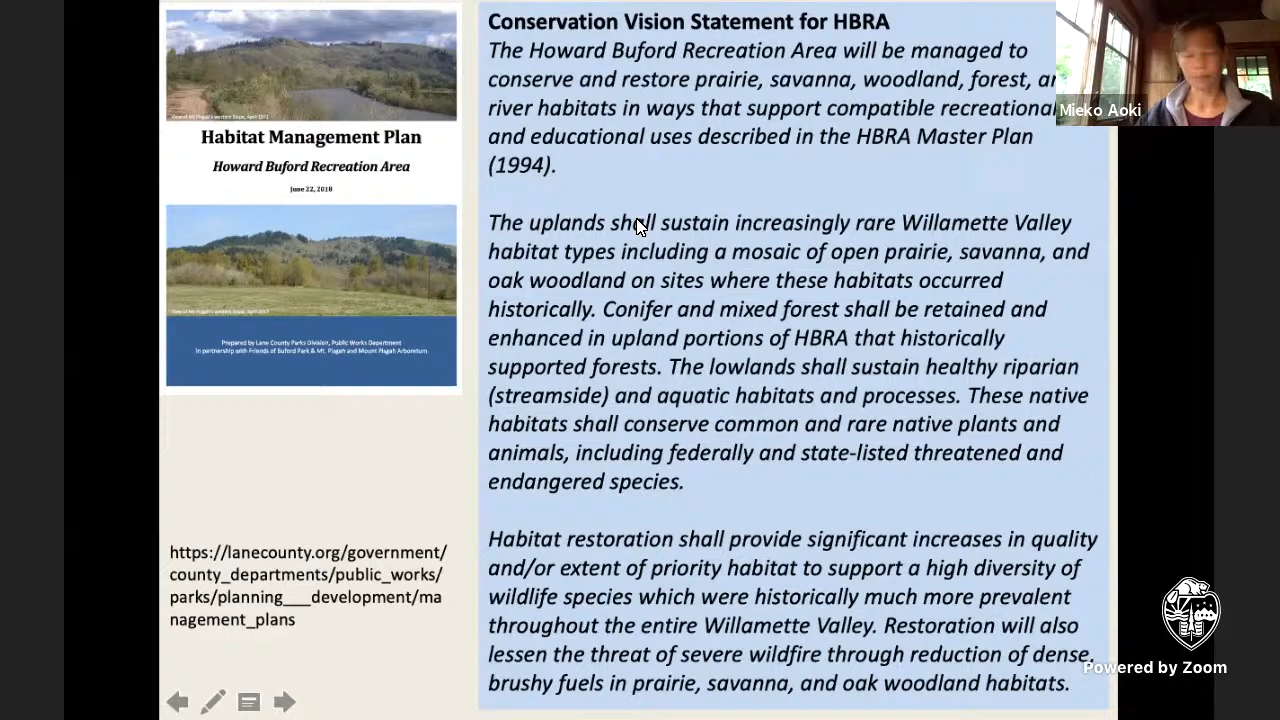 Conservation Vision Statement for HBRA
The Howard Buford Recreation Area will be managed to
conserve and restore prairie, savanna, woodland, forest,
river habitats in ways that support compatible recreational
and educational uses described in the HBRA Master Plan
(1994).
The uplands shall sustain increasingly rare Willamette Valley
habitat types including a mosaic of open prairie, savanna, and
oak woodland on sites where these habitats occurred
historically. Conifer and mixed forest shall be retained and
enhanced in upland portions of HBRA that historically
supported forests. The lowlands shall sustain healthy riparian
(streamside) and aquatic habitats and processes. These native
habitats shall conserve common and rare native plants and
animals, including federally and state-listed threatened and
endangered species.
Habitat restoration shall provide significant increases in quality
and/or extent of priority habitat to support a high diversity of
wildlife species which were historically much more prevalent
throughout the entire Willamette Valley. Restoration will also
lessen the threat of severe wildfire through reduction of dense,
brushy fuels in prairie, savanna, and oak woodland habitats.
Habitat Management Plan
Howard Buford Recreation Area
June 22, 2018
Prepared by Lane County Parks Division, Public Works Department
In partnership with Friends of Buford Park & Mt. Pisgah and Mount Pisgah Arboretum
https://lanecounty.org/government/
county_departments/public_works/
parks/planning___development/ma
nagement_plans
Mieko Aoki
Powered by Zoom